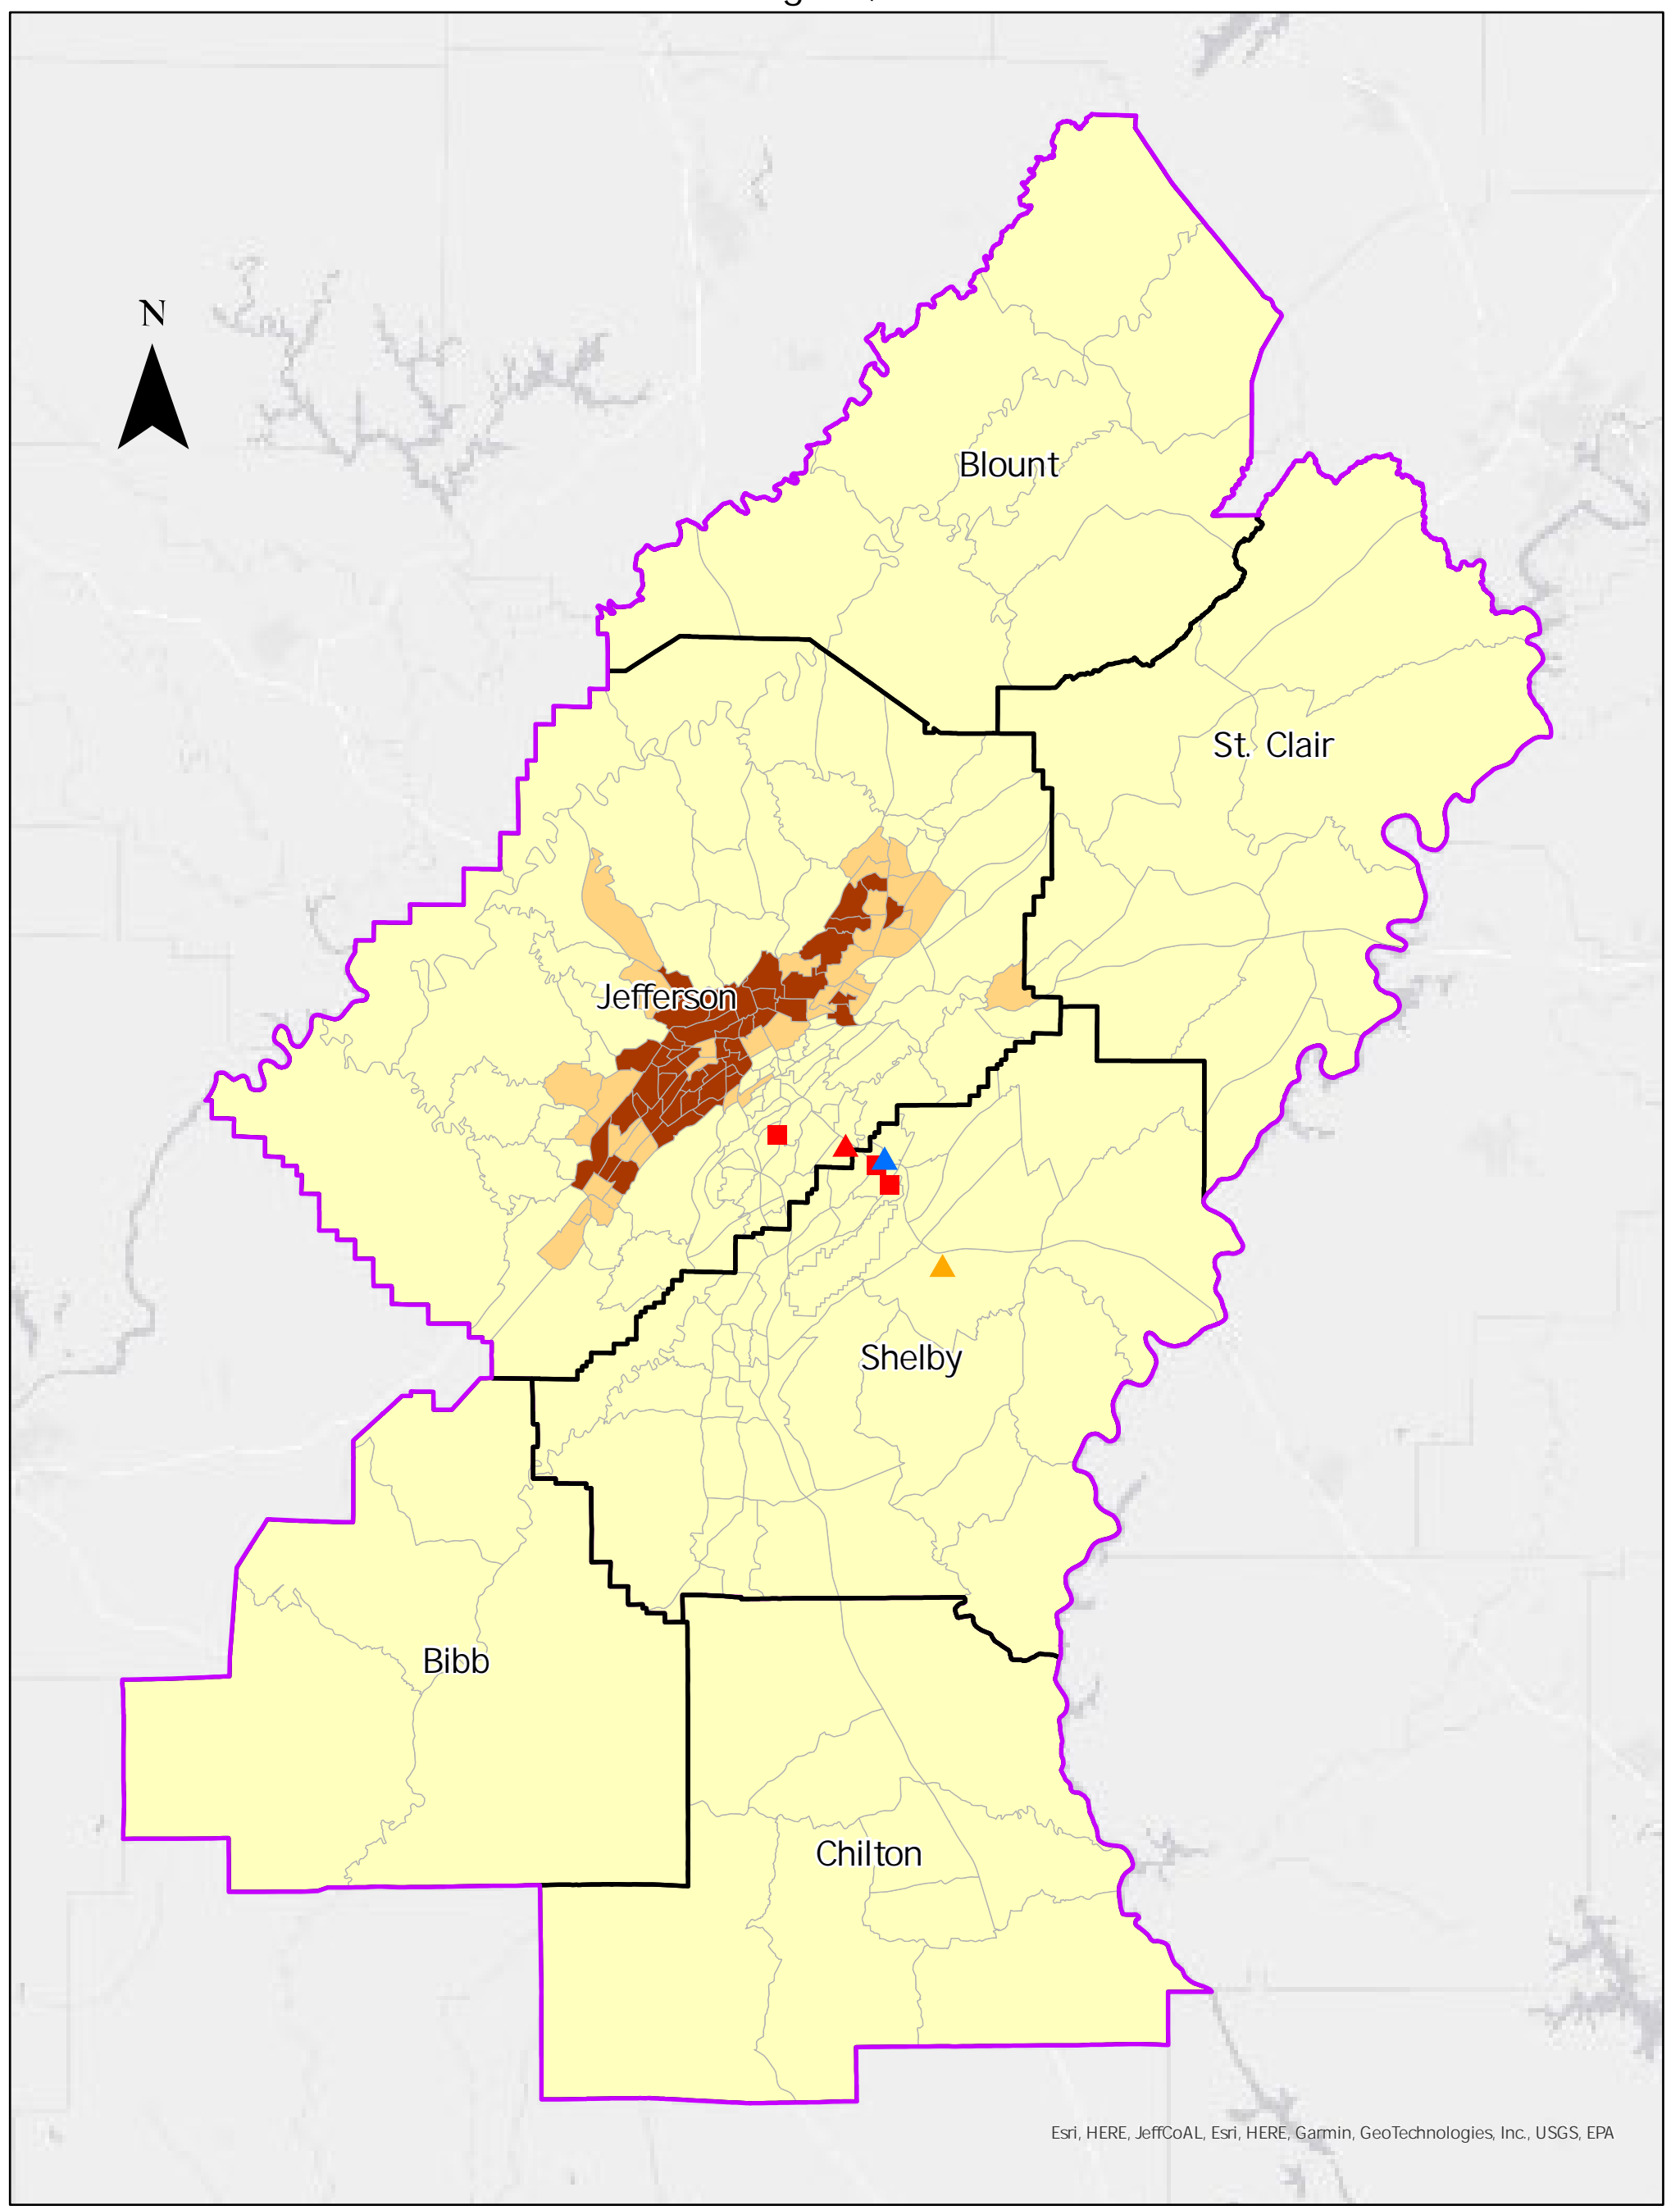 N
Blount
St. Clair
Jefferson
Shelby
Bibb
Chilton
Esri, HERE, JeffCoAL, Esri, HERE, Garmin, GeoTechnologies, Inc., USGS, EPA